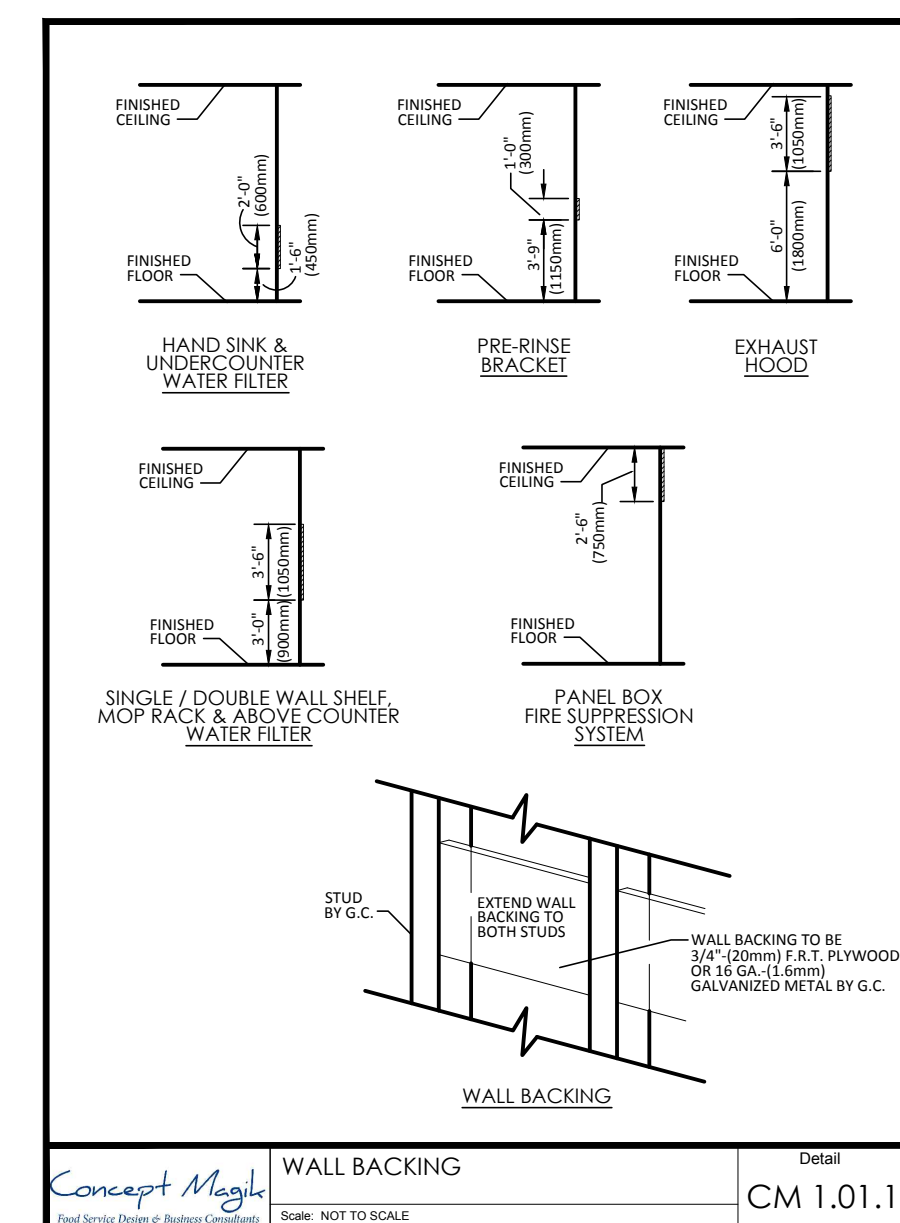 FINISHED
CEILING
2'-0"
(600mm)
1'-6"
(450mm)
FINISHED
FLOOR
HAND SINK &
UNDERCOUNTER
WATER FILTER
FINISHED
CEILING
1'-0"
(300mm)
3'-9"
(1150mm)
FINISHED
FLOOR
PRE-RINSE
BRACKET
FINISHED
CEILING
3'-6"
(1050mm)
6'-0"
(1800mm)
FINISHED
FLOOR
EXHAUST
HOOD
FINISHED
CEILING
3'-6"
(1050mm)
3'-0"
(900mm)
FINISHED
FLOOR
SINGLE / DOUBLE WALL SHELF,
MOP RACK & ABOVE COUNTER
WATER FILTER
FINISHED
CEILING
2'-6"
(750mm)
FINISHED
FLOOR
PANEL BOX
FIRE SUPPRESSION
SYSTEM
STUD
BY G.C.
EXTEND WALL
BACKING TO
BOTH STUDS
WALL BACKING TO BE
3/4"-(20mm) F.R.T. PLYWOOD
OR 16 GA.-(1.6mm)
GALVANIZED METAL BY G.C.
WALL BACKING
Concept Magik
Food Service Design & Business Consultants
WALL BACKING
Scale: NOT TO SCALE
Detail
CM 1.01.1